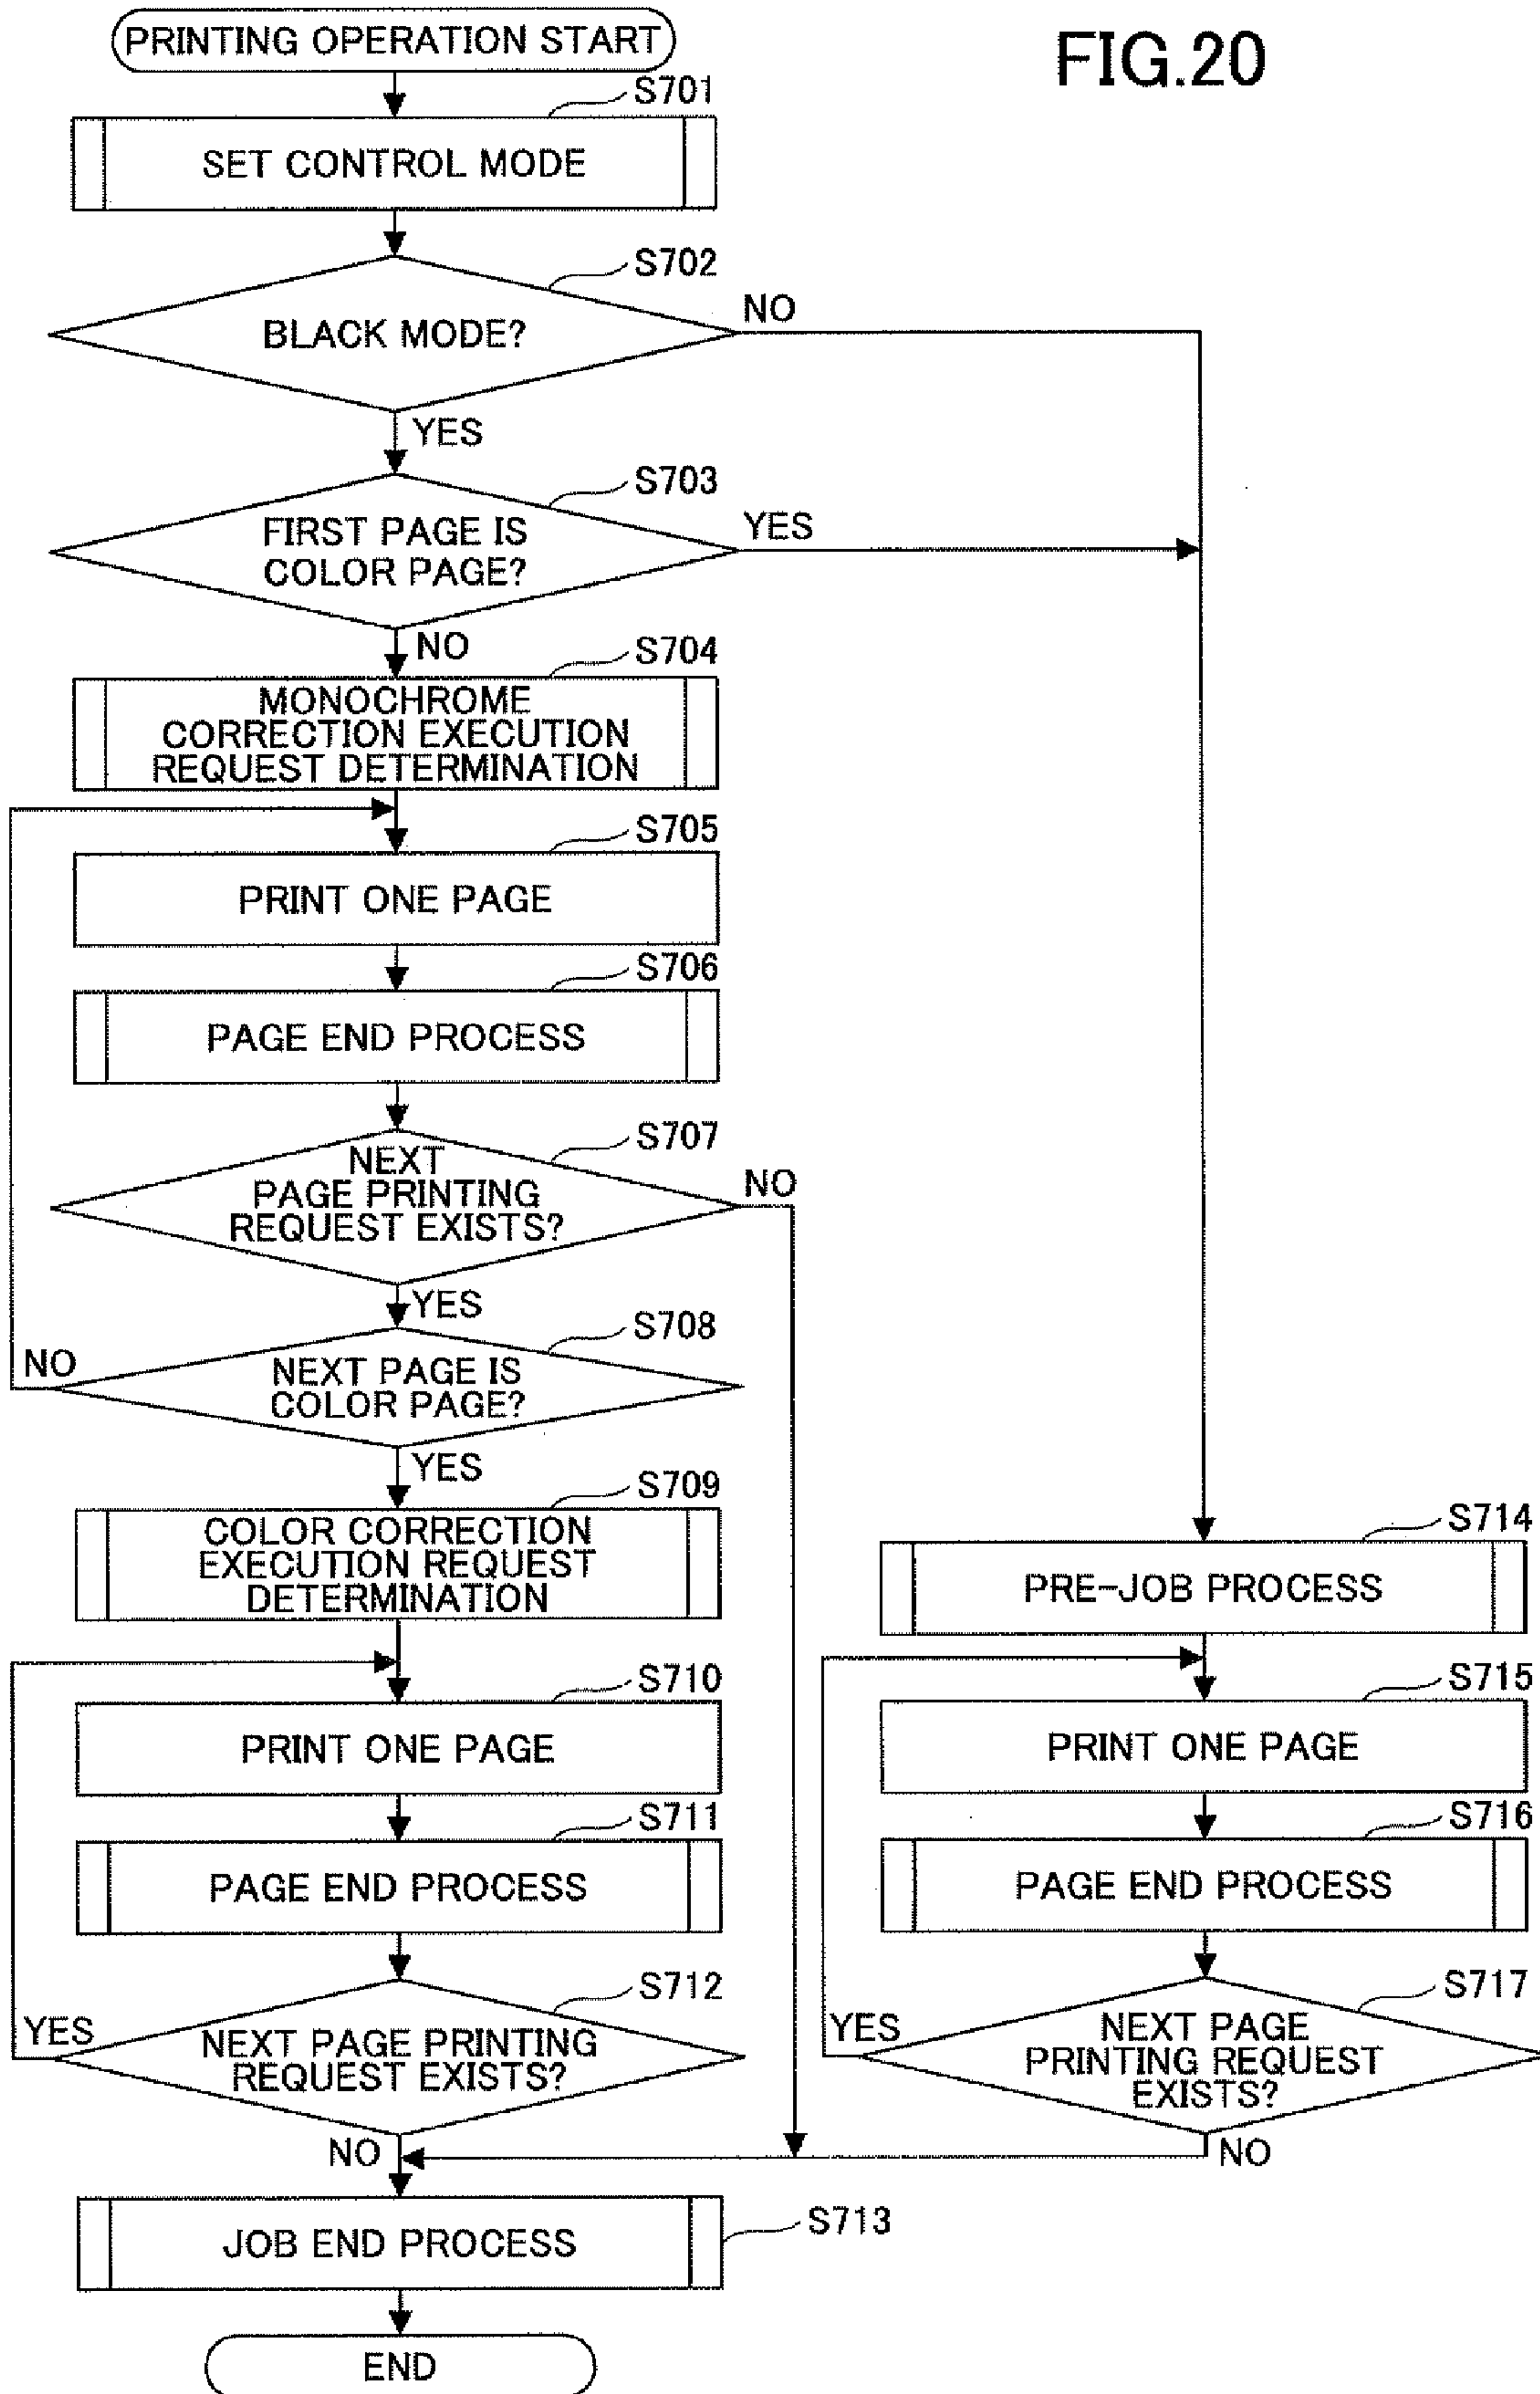 FIG.20
PRINTING OPERATION START
S701
SET CONTROL MODE
S702
BLACK MODE?
NO
YES
S703
FIRST PAGE IS
COLOR PAGE?
YES
NO
S704
MONOCHROME
CORRECTION EXECUTION
REQUEST DETERMINATION
S705
PRINT ONE PAGE
S706
PAGE END PROCESS
S707
NEXT
PAGE PRINTING
REQUEST EXISTS?
NO
YES
S708
NEXT PAGE IS
COLOR PAGE?
NO
YES
S709
COLOR CORRECTION
EXECUTION REQUEST
DETERMINATION
S710
PRINT ONE PAGE
S711
PAGE END PROCESS
S712
NEXT PAGE PRINTING
REQUEST EXISTS?
YES
NO
S714
PRE-JOB PROCESS
S715
PRINT ONE PAGE
S716
PAGE END PROCESS
S717
NEXT PAGE
PRINTING REQUEST
EXISTS?
YES
NO
S713
JOB END PROCESS
END